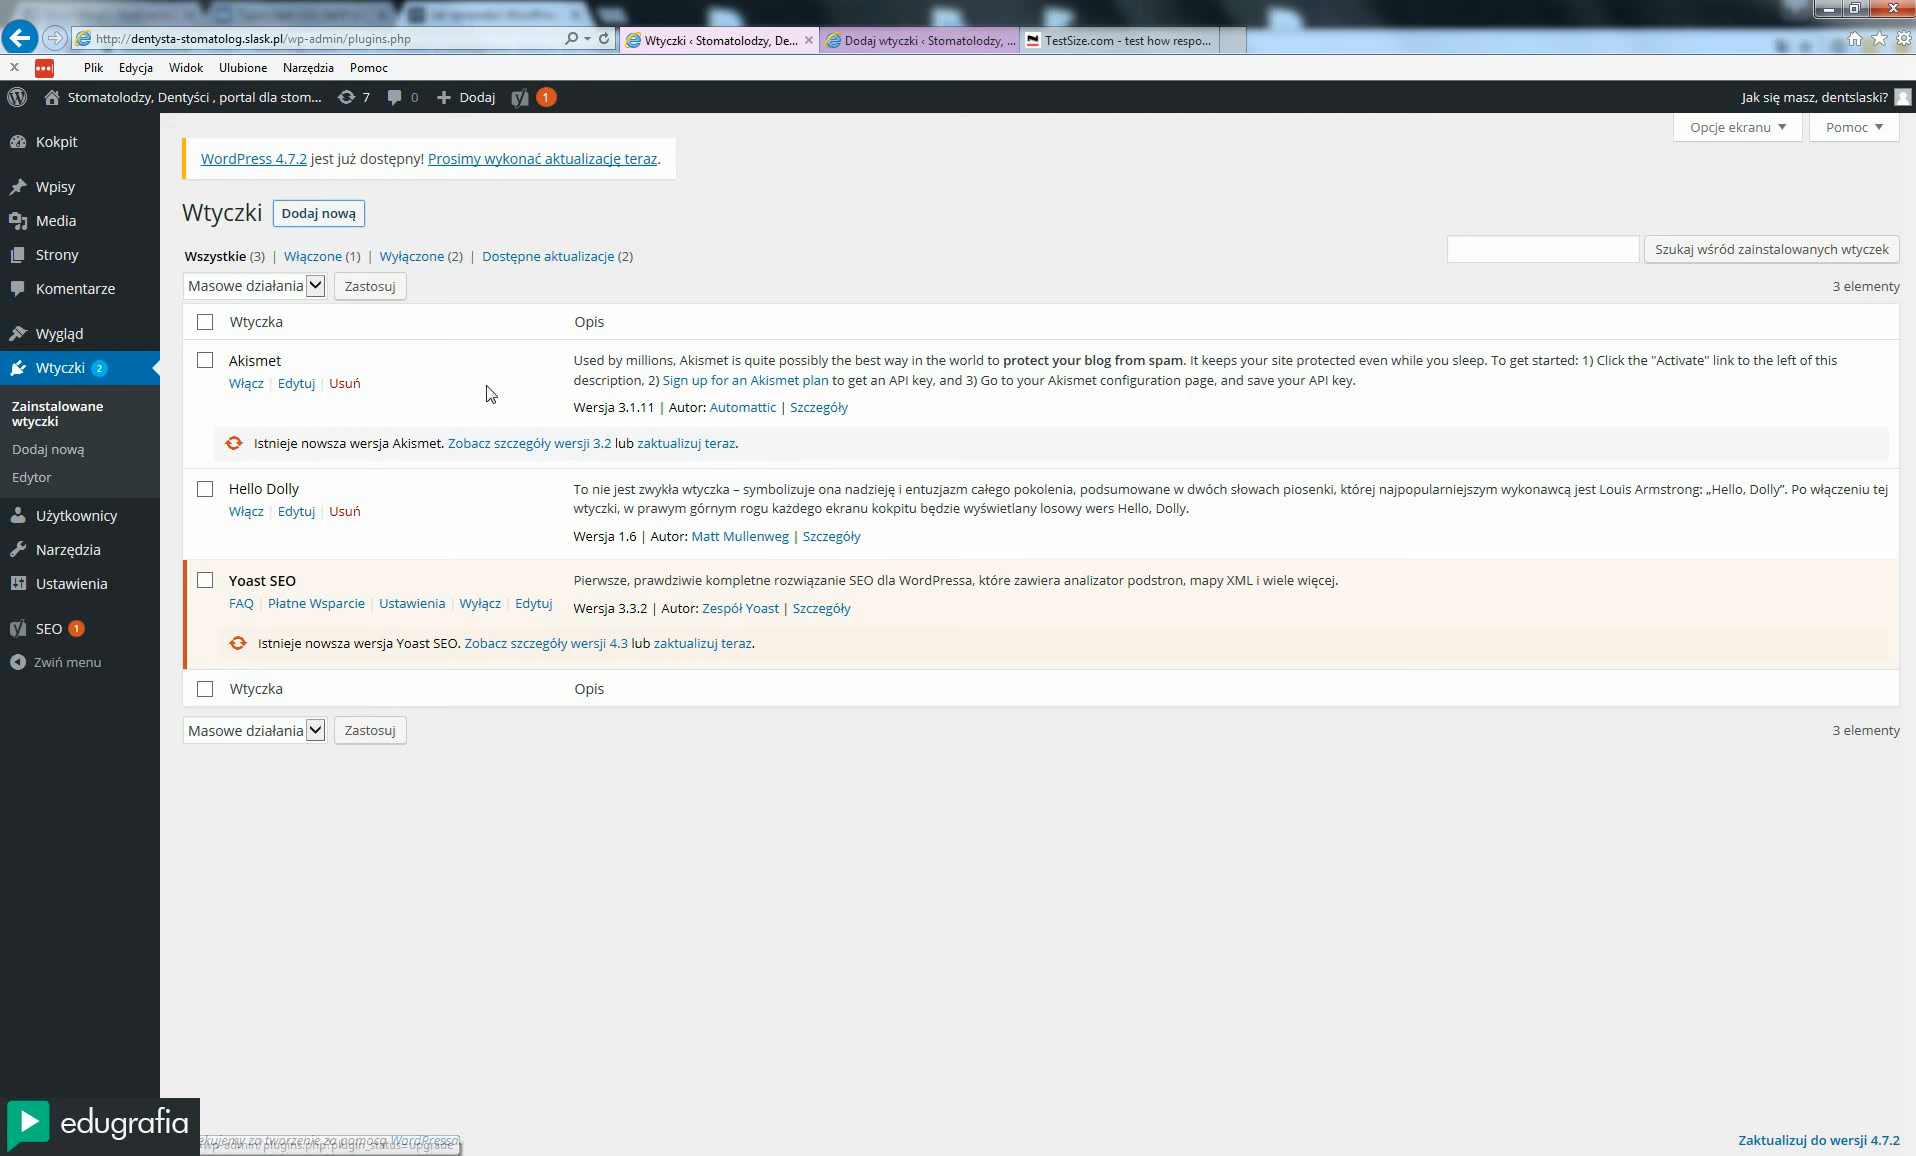 http://dentysta-stomatolog.slask.pl/wp-admin/plugins.php
Wtyczki ‹ Stomatolodzy, De...
Dodaj wtyczki ‹ Stomatolodzy, ...
TestSize.com - test how respo...
Plik Edycja Widok Ulubione Narzędzia Pomoc
Stomatolodzy, Dentyści , portal dla stom... 7 0 Dodaj 1
Jak się masz, dentslaski?
Opcje ekranu Pomoc
Kokpit
Wpisy
Media
Strony
Komentarze
Wygląd
Wtyczki 2
Zainstalowane wtyczki
Dodaj nową
Edytor
Użytkownicy
Narzędzia
Ustawienia
SEO 1
Zwiń menu
WordPress 4.7.2 jest już dostępny! Prosimy wykonać aktualizację teraz.
Wtyczki Dodaj nową
Wszystkie (3) | Włączone (1) | Wyłączone (2) | Dostępne aktualizacje (2)
Szukaj wśród zainstalowanych wtyczek
Masowe działania Zastosuj
3 elementy
Wtyczka Opis
Akismet
Włącz | Edytuj | Usuń
Used by millions, Akismet is quite possibly the best way in the world to protect your blog from spam. It keeps your site protected even while you sleep. To get started: 1) Click the "Activate" link to the left of this
description, 2) Sign up for an Akismet plan to get an API key, and 3) Go to your Akismet configuration page, and save your API key.
Wersja 3.1.11 | Autor: Automattic | Szczegóły
Istnieje nowsza wersja Akismet. Zobacz szczegóły wersji 3.2 lub zaktualizuj teraz.
Hello Dolly
Włącz | Edytuj | Usuń
To nie jest zwykła wtyczka – symbolizuje ona nadzieję i entuzjazm całego pokolenia, podsumowane w dwóch słowach piosenki, której najpopularniejszym wykonawcą jest Louis Armstrong: „Hello, Dolly”. Po włączeniu tej
wtyczki, w prawym górnym rogu każdego ekranu kokpitu będzie wyświetlany losowy wers Hello, Dolly.
Wersja 1.6 | Autor: Matt Mullenweg | Szczegóły
Yoast SEO
FAQ | Płatne Wsparcie | Ustawienia | Wyłącz | Edytuj
Pierwsze, prawdziwie kompletne rozwiązanie SEO dla WordPressa, które zawiera analizator podstron, mapy XML i wiele więcej.
Wersja 3.3.2 | Autor: Zespół Yoast | Szczegóły
Istnieje nowsza wersja Yoast SEO. Zobacz szczegóły wersji 4.3 lub zaktualizuj teraz.
Wtyczka Opis
Masowe działania Zastosuj
3 elementy
edugrafia
za tworzenie za pomocą WordPressa
wp-admin/plugins.php?plugin_status=upgrade
Zaktualizuj do wersji 4.7.2